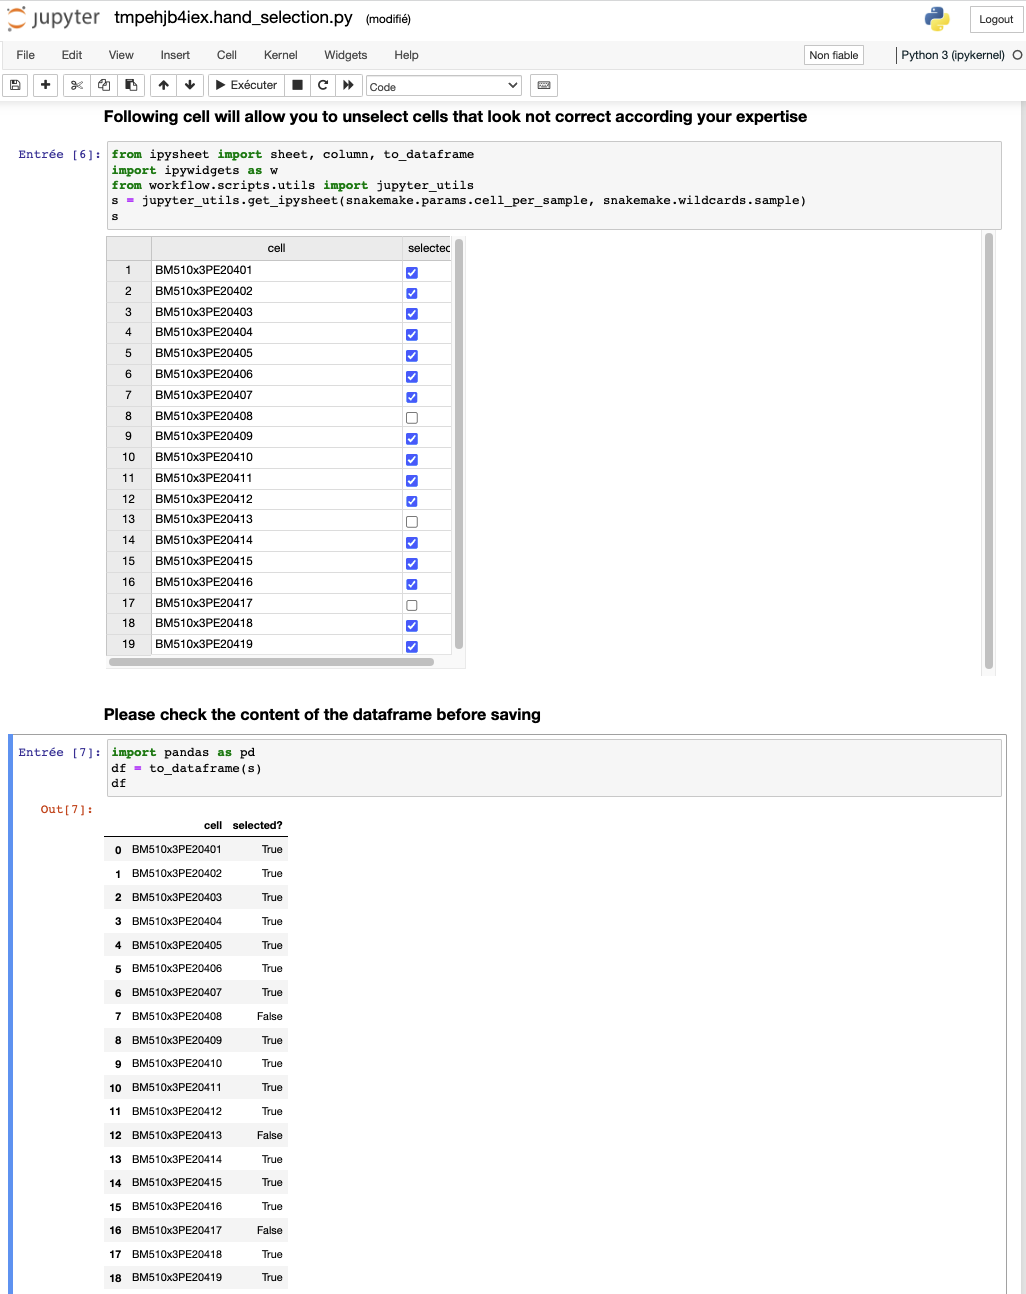 jupyter tmpehjb4iex.hand_selection.py (modifié) Logout
File Edit View Insert Cell Kernel Widgets Help Non fiable Python 3 (ipykernel)
Exécuter Code
Following cell will allow you to unselect cells that look not correct according your expertise
Entrée [6]: from ipysheet import sheet, column, to_dataframe
import ipywidgets as w
from workflow.scripts.utils import jupyter_utils
s = jupyter_utils.get_ipysheet(snakemake.params.cell_per_sample, snakemake.wildcards.sample)
s
cell selected
1 BM510x3PE20401
2 BM510x3PE20402
3 BM510x3PE20403
4 BM510x3PE20404
5 BM510x3PE20405
6 BM510x3PE20406
7 BM510x3PE20407
8 BM510x3PE20408
9 BM510x3PE20409
10 BM510x3PE20410
11 BM510x3PE20411
12 BM510x3PE20412
13 BM510x3PE20413
14 BM510x3PE20414
15 BM510x3PE20415
16 BM510x3PE20416
17 BM510x3PE20417
18 BM510x3PE20418
19 BM510x3PE20419
Please check the content of the dataframe before saving
Entrée [7]: import pandas as pd
df = to_dataframe(s)
df
Out[7]:
cell selected?
0 BM510x3PE20401 True
1 BM510x3PE20402 True
2 BM510x3PE20403 True
3 BM510x3PE20404 True
4 BM510x3PE20405 True
5 BM510x3PE20406 True
6 BM510x3PE20407 True
7 BM510x3PE20408 False
8 BM510x3PE20409 True
9 BM510x3PE20410 True
10 BM510x3PE20411 True
11 BM510x3PE20412 True
12 BM510x3PE20413 False
13 BM510x3PE20414 True
14 BM510x3PE20415 True
15 BM510x3PE20416 True
16 BM510x3PE20417 False
17 BM510x3PE20418 True
18 BM510x3PE20419 True